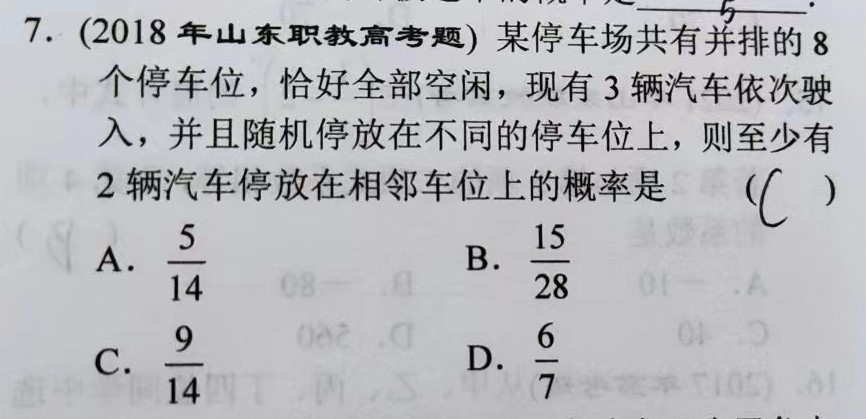 7. (2018 年山东职教高考题) 某停车场共有并排的 8
个停车位，恰好全部空闲，现有 3 辆汽车依次驶
入，并且随机停放在不同的停车位上，则至少有
2 辆汽车停放在相邻车位上的概率是 ( C )
A. 5/14 B. 15/28
C. 9/14 D. 6/7